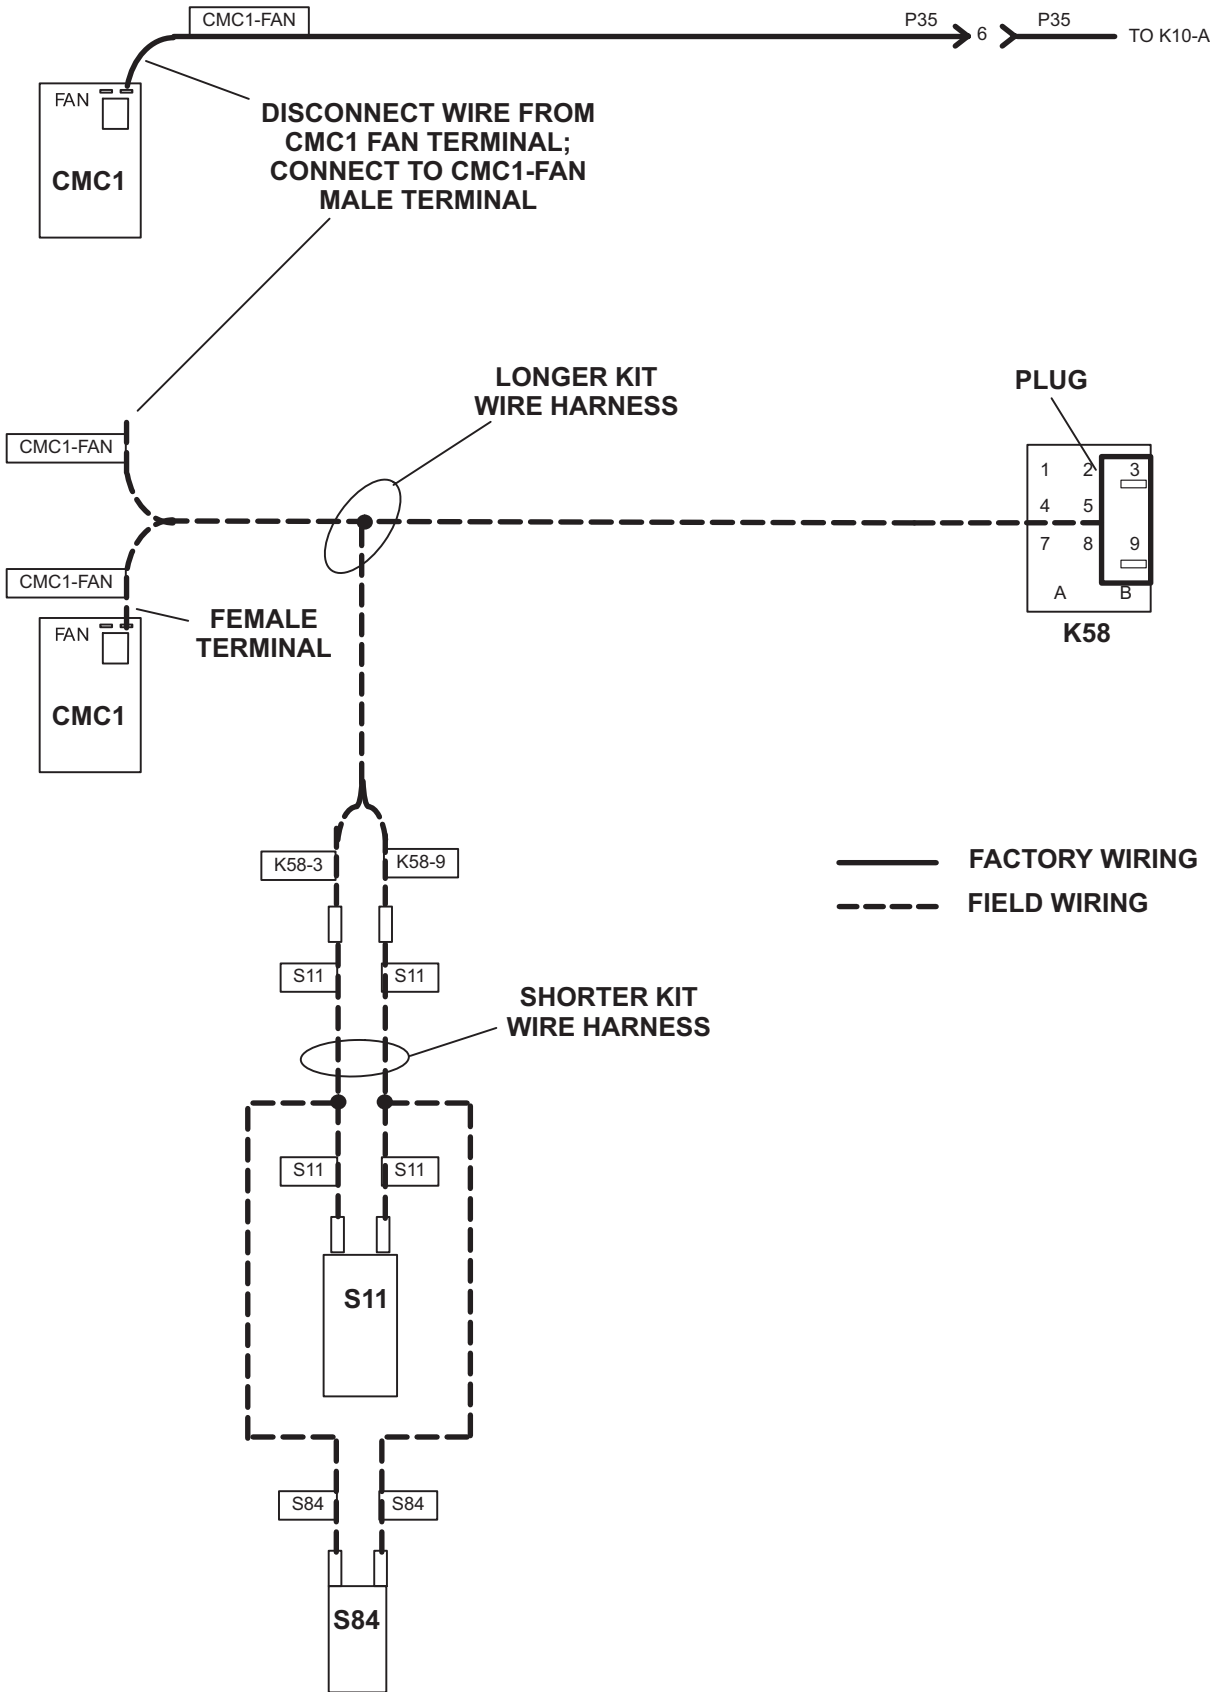 CMC1-FAN
P35
6
P35
TO K10-A
FAN
CMC1
DISCONNECT WIRE FROM
CMC1 FAN TERMINAL;
CONNECT TO CMC1-FAN
MALE TERMINAL
LONGER KIT
WIRE HARNESS
PLUG
CMC1-FAN
1 2 3
4 5
7 8 9
A B
K58
CMC1-FAN
FEMALE
TERMINAL
FAN
CMC1
K58-3
K58-9
FACTORY WIRING
FIELD WIRING
S11
S11
SHORTER KIT
WIRE HARNESS
S11
S11
S11
S84
S84
S84